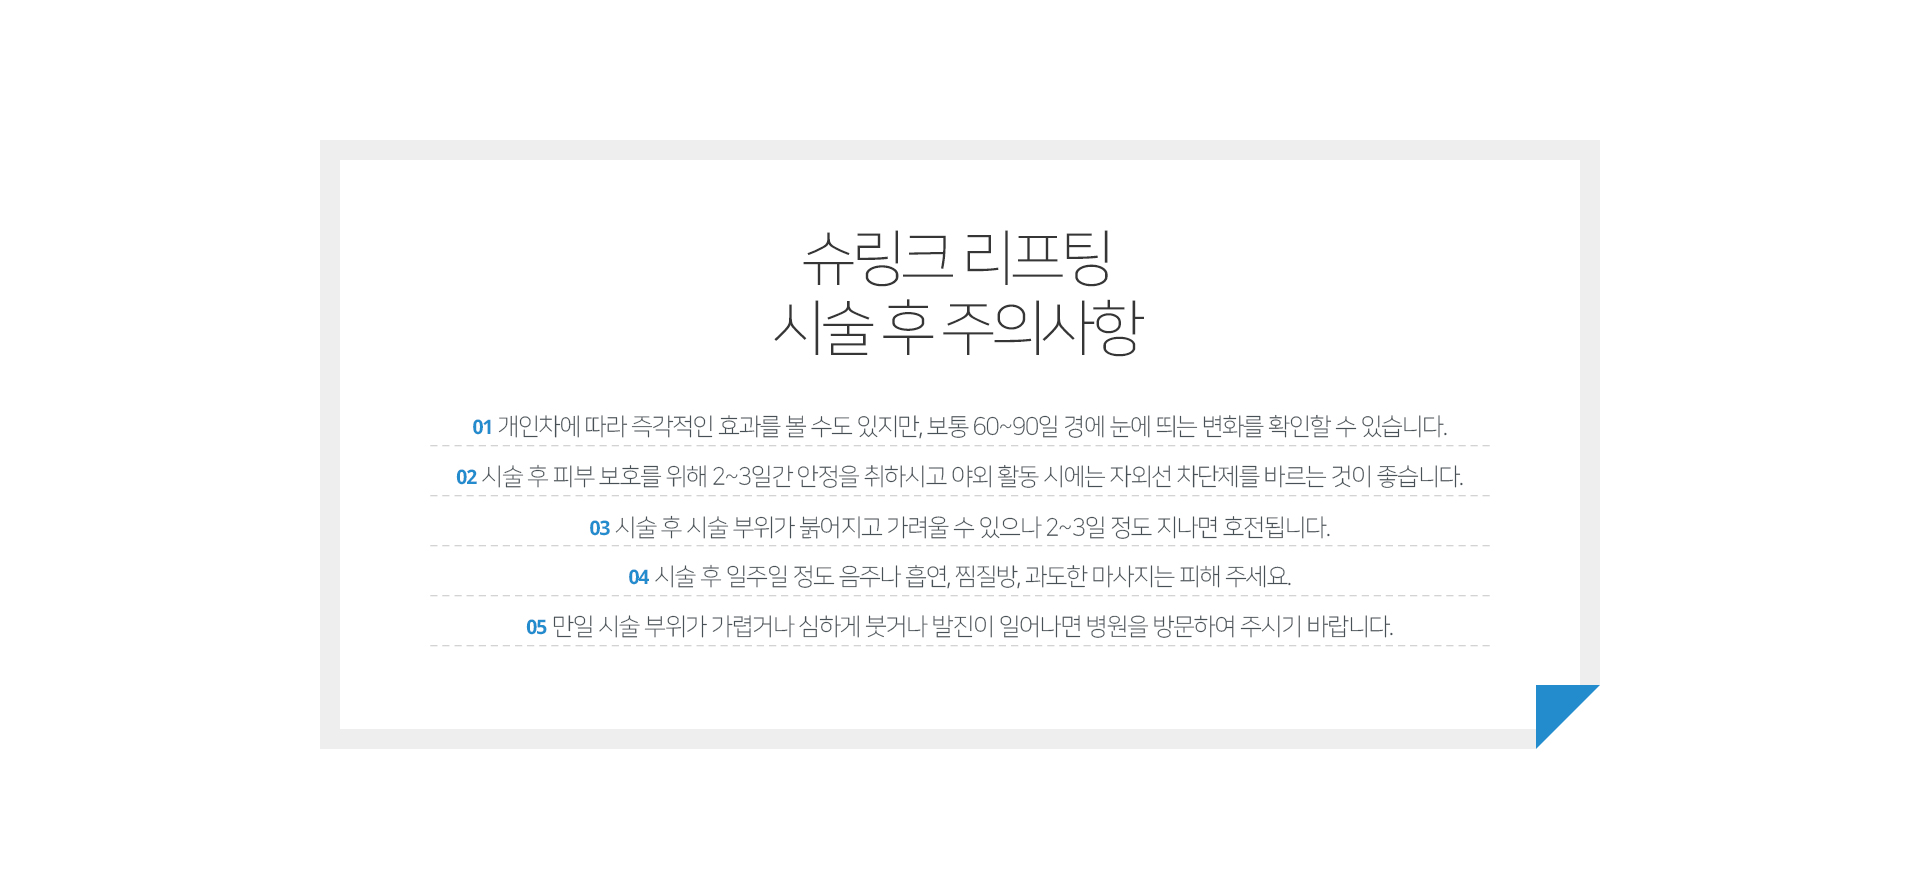 슈링크 리프팅
시술 후 주의사항
01 개인차에 따라 즉각적인 효과를 볼 수도 있지만, 보통 60~90일 경에 눈에 띄는 변화를 확인할 수 있습니다.
02 시술 후 피부 보호를 위해 2~3일간 안정을 취하시고 야외 활동 시에는 자외선 차단제를 바르는 것이 좋습니다.
03 시술 후 시술 부위가 붉어지고 가려울 수 있으나 2~3일 정도 지나면 호전됩니다.
04 시술 후 일주일 정도 음주나 흡연, 찜질방, 과도한 마사지는 피해 주세요.
05 만일 시술 부위가 가렵거나 심하게 붓거나 발진이 일어나면 병원을 방문하여 주시기 바랍니다.